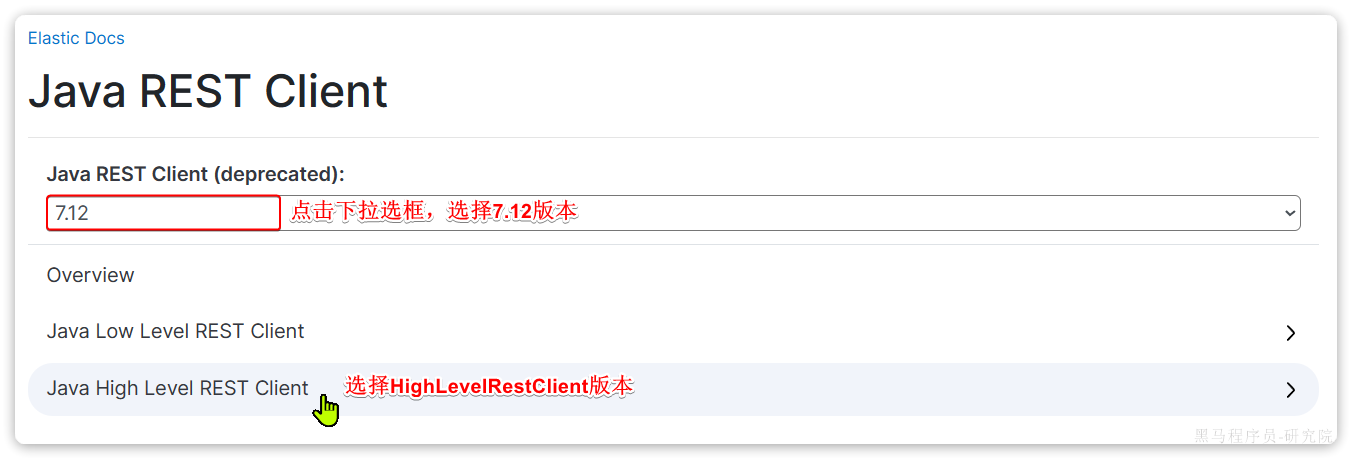 Elastic Docs
Java REST Client
Java REST Client (deprecated):
7.12 点击下拉选框，选择7.12版本
Overview
Java Low Level REST Client
Java High Level REST Client 选择HighLevelRestClient版本
黑马程序员-研究院